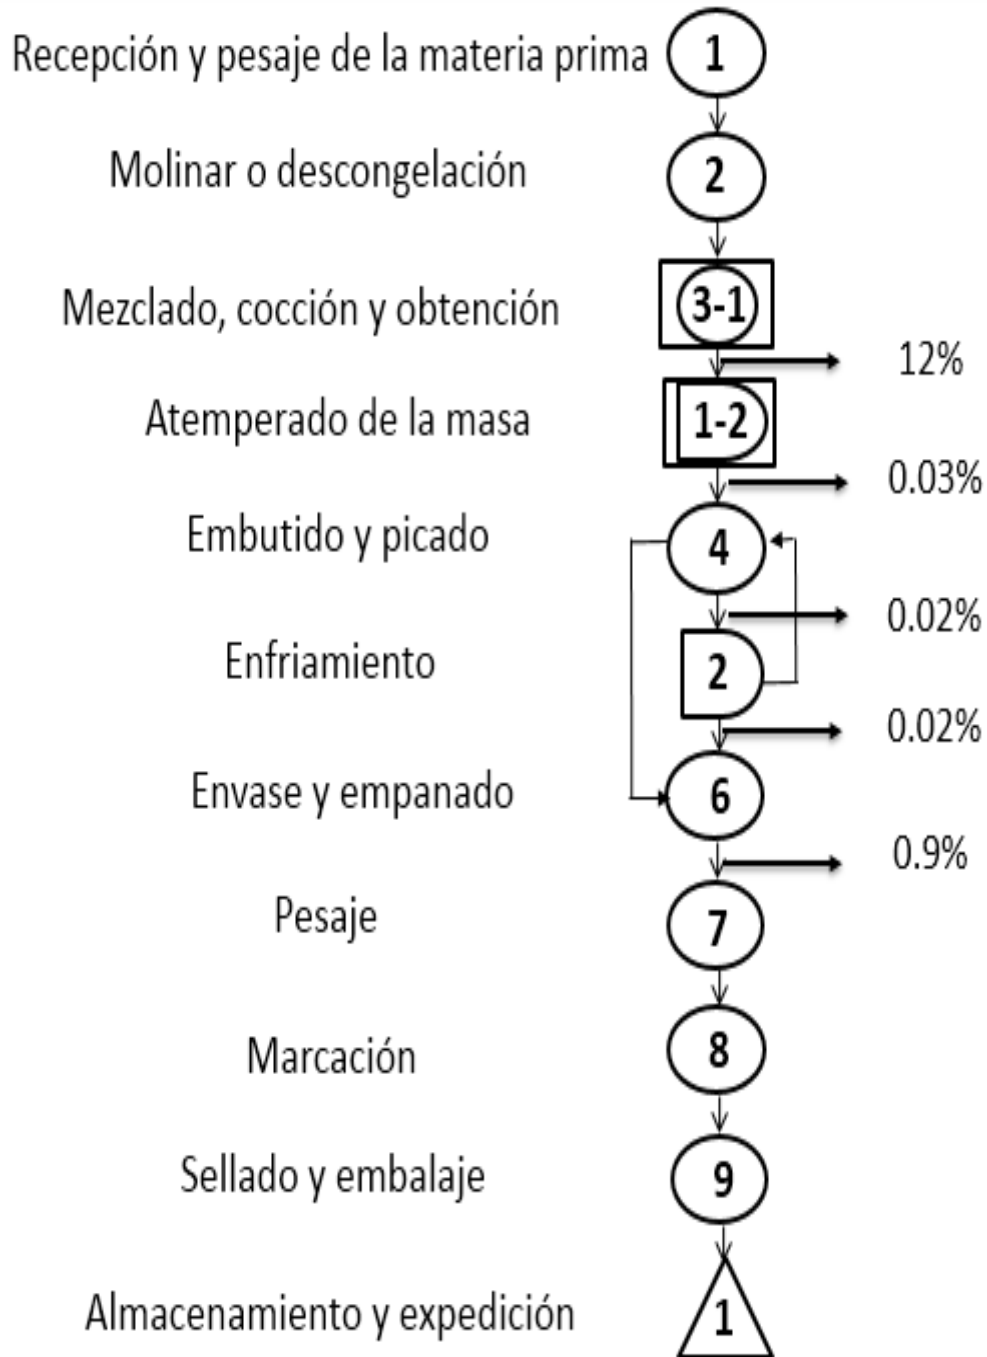 Recepción y pesaje de la materia prima 1
Molinar o descongelación 2
Mezclado, cocción y obtención 3-1
12%
Atemperado de la masa 1-2
0.03%
Embutido y picado 4
0.02%
Enfriamiento 2
0.02%
Envase y empanado 6
0.9%
Pesaje 7
Marcación 8
Sellado y embalaje 9
Almacenamiento y expedición 1